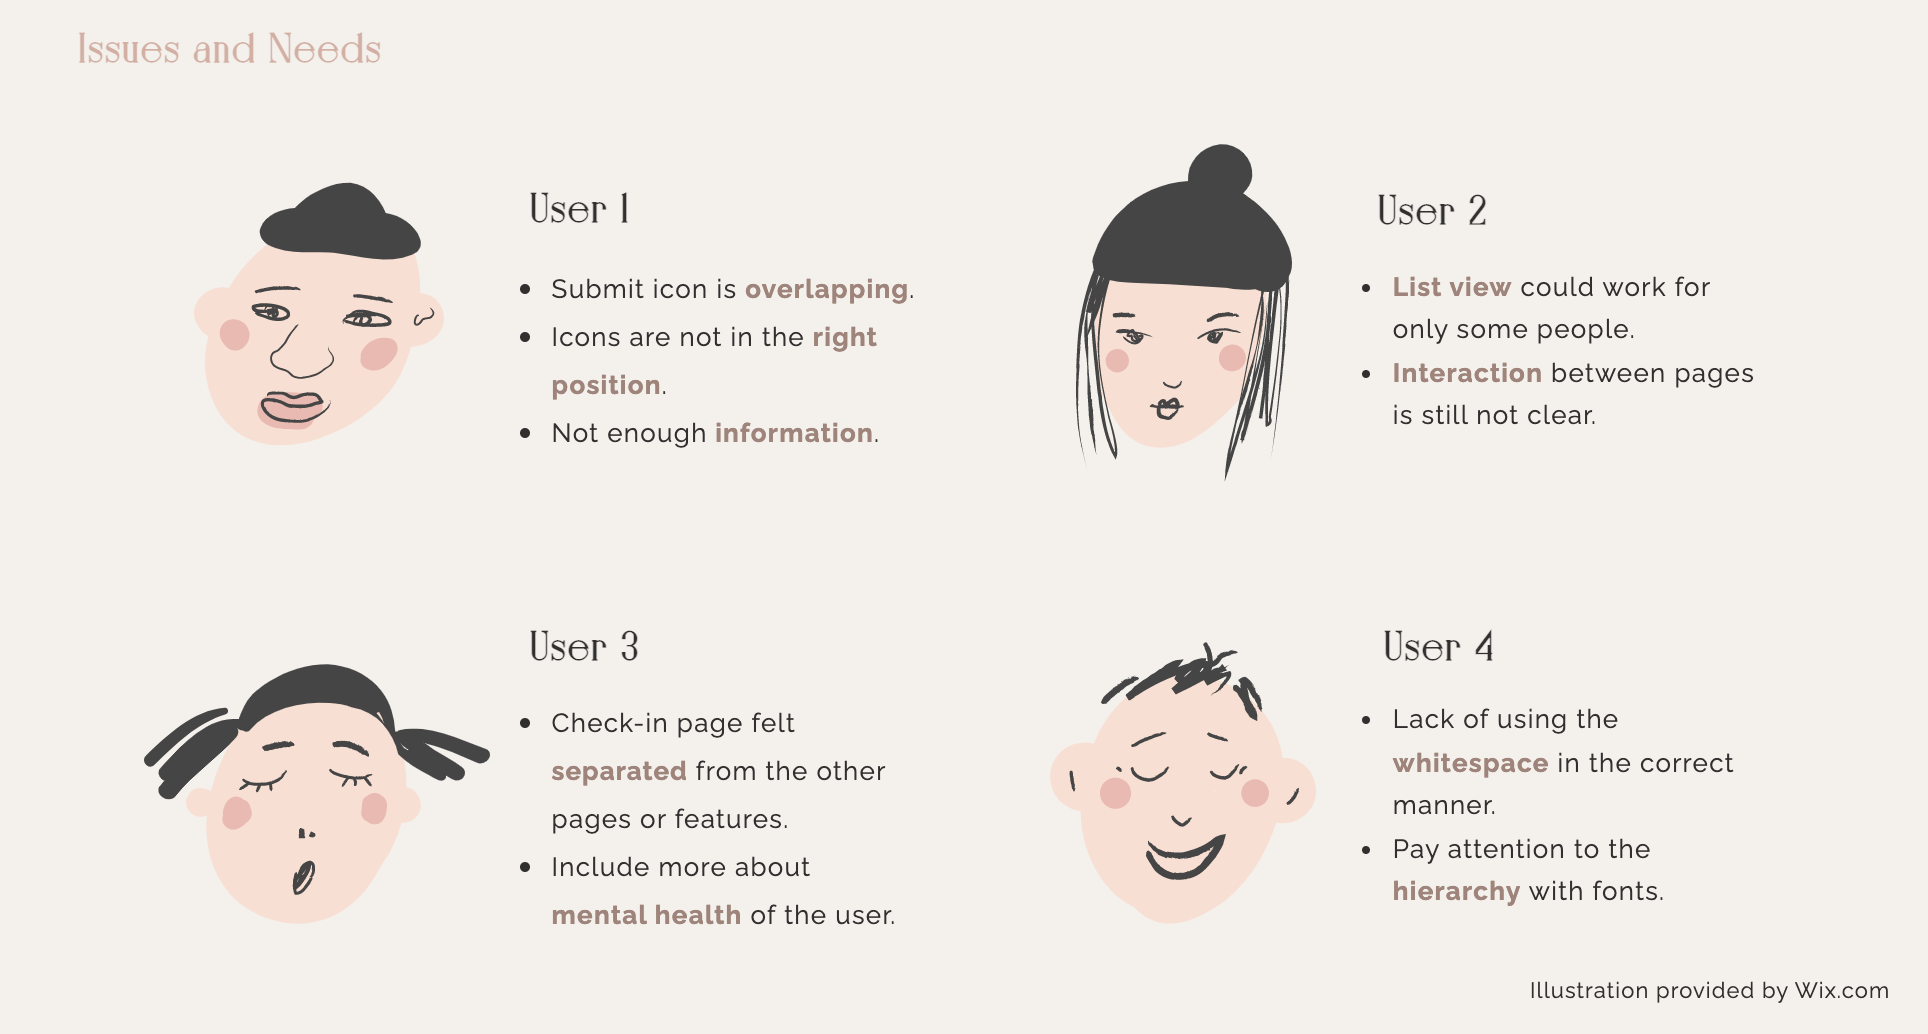 Issues and Needs
User 1
• Submit icon is overlapping.
• Icons are not in the right
position.
• Not enough information.
User 2
• List view could work for
only some people.
• Interaction between pages
is still not clear.
User 3
• Check-in page felt
separated from the other
pages or features.
• Include more about
mental health of the user.
User 4
• Lack of using the
whitespace in the correct
manner.
• Pay attention to the
hierarchy with fonts.
Illustration provided by Wix.com